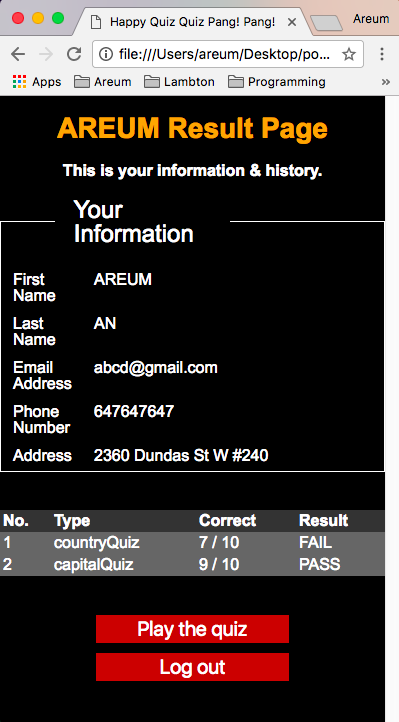 Happy Quiz Quiz Pang! Pang!
Areum
file:///Users/areum/Desktop/po...
Apps Areum Lambton Programming »
AREUM Result Page
This is your information & history.
Your
Information
First
Name
AREUM
Last
Name
AN
Email
Address
abcd@gmail.com
Phone
Number
647647647
Address 2360 Dundas St W #240
No. Type Correct Result
1 countryQuiz 7 / 10 FAIL
2 capitalQuiz 9 / 10 PASS
Play the quiz
Log out